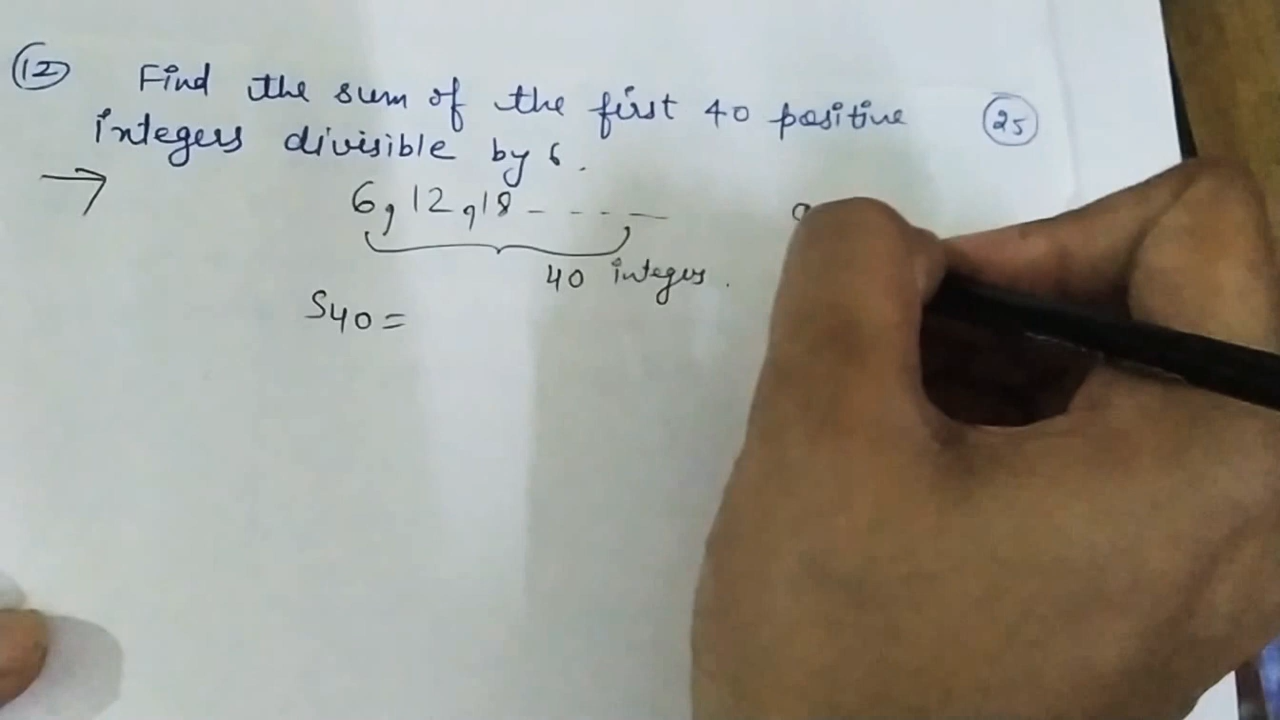 12 Find the sum of the first 40 positive 25
integers divisible by 6.
→ 6, 12, 18 - - - - -
40 integers.
S40 =